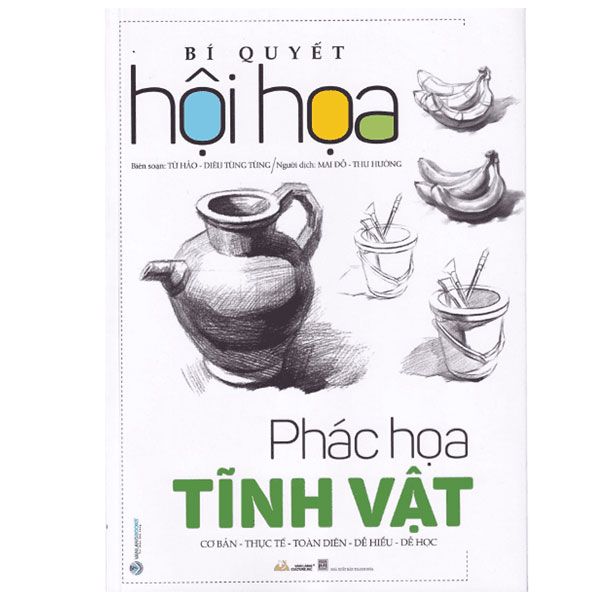 BÍ QUYẾT
hội họa
Biên soạn: TỪ HẢO - DIÊU TÙNG TÙNG / Người dịch: MAI ĐỖ - THU HƯỜNG
Phác họa
TĨNH VẬT
CƠ BẢN - THỰC TẾ - TOÀN DIỆN - DỄ HIỂU - DỄ HỌC